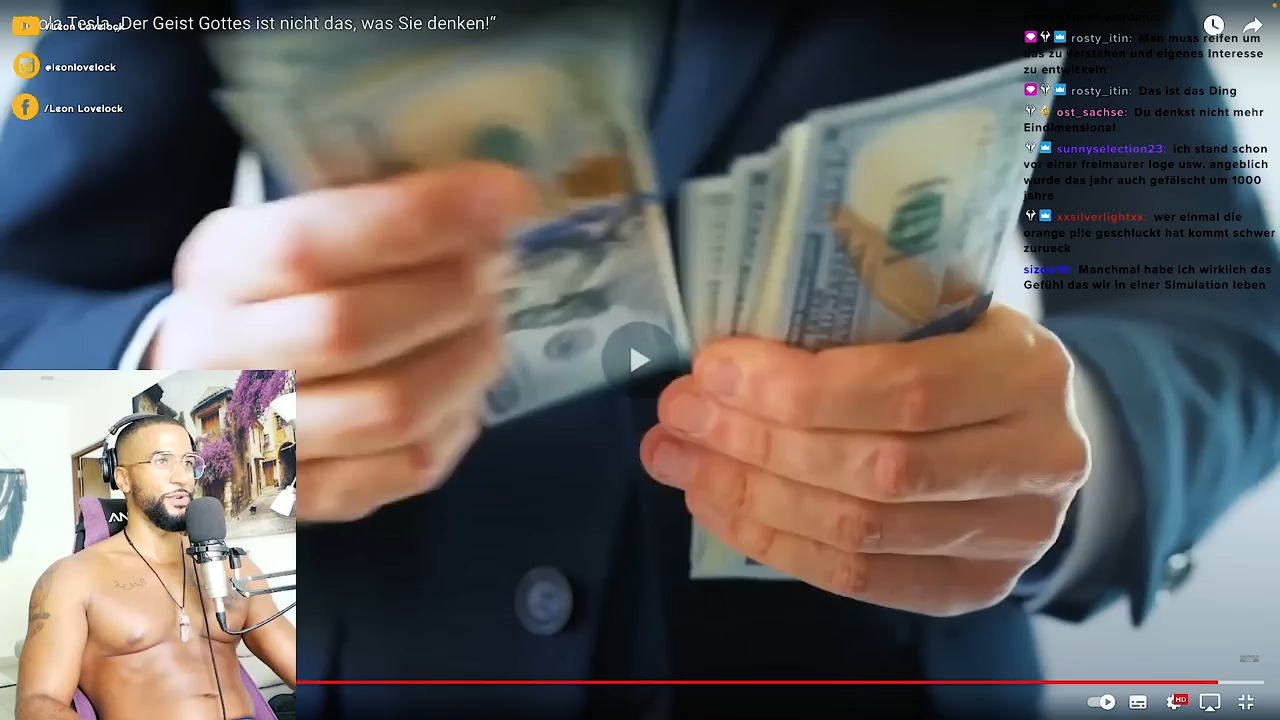 Tesla „Der Geist Gottes ist nicht das, was Sie denken!“
/Leon Lovelock
@leonlovelock
/Leon Lovelock
rosty_itin: Man muss reifen um
das zu verstehen und eigenes Interesse
zu entwickeln
rosty_itin: Das ist das Ding
ost_sachse: Du denkst nicht mehr
Eindimensional
sunnyselection23: ich stand schon
vor einer freimaurer loge usw. angeblich
wurde das jahr auch gefälscht um 1000
jahre
xxsilverlightxx: wer einmal die
orange pile geschluckt hat kommt schwer
zurueck
Manchmal habe ich wirklich das
Gefühl das wir in einer Simulation leben
AN
HD